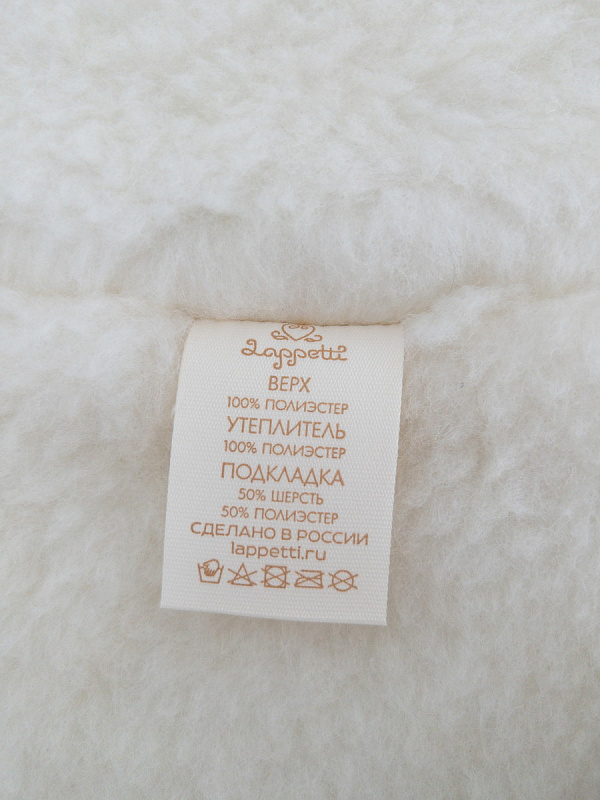 Lappetti
ВЕРХ
100% ПОЛИЭСТЕР
УТЕПЛИТЕЛЬ
100% ПОЛИЭСТЕР
ПОДКЛАДКА
50% ШЕРСТЬ
50% ПОЛИЭСТЕР
СДЕЛАНО В РОССИИ
lappetti.ru